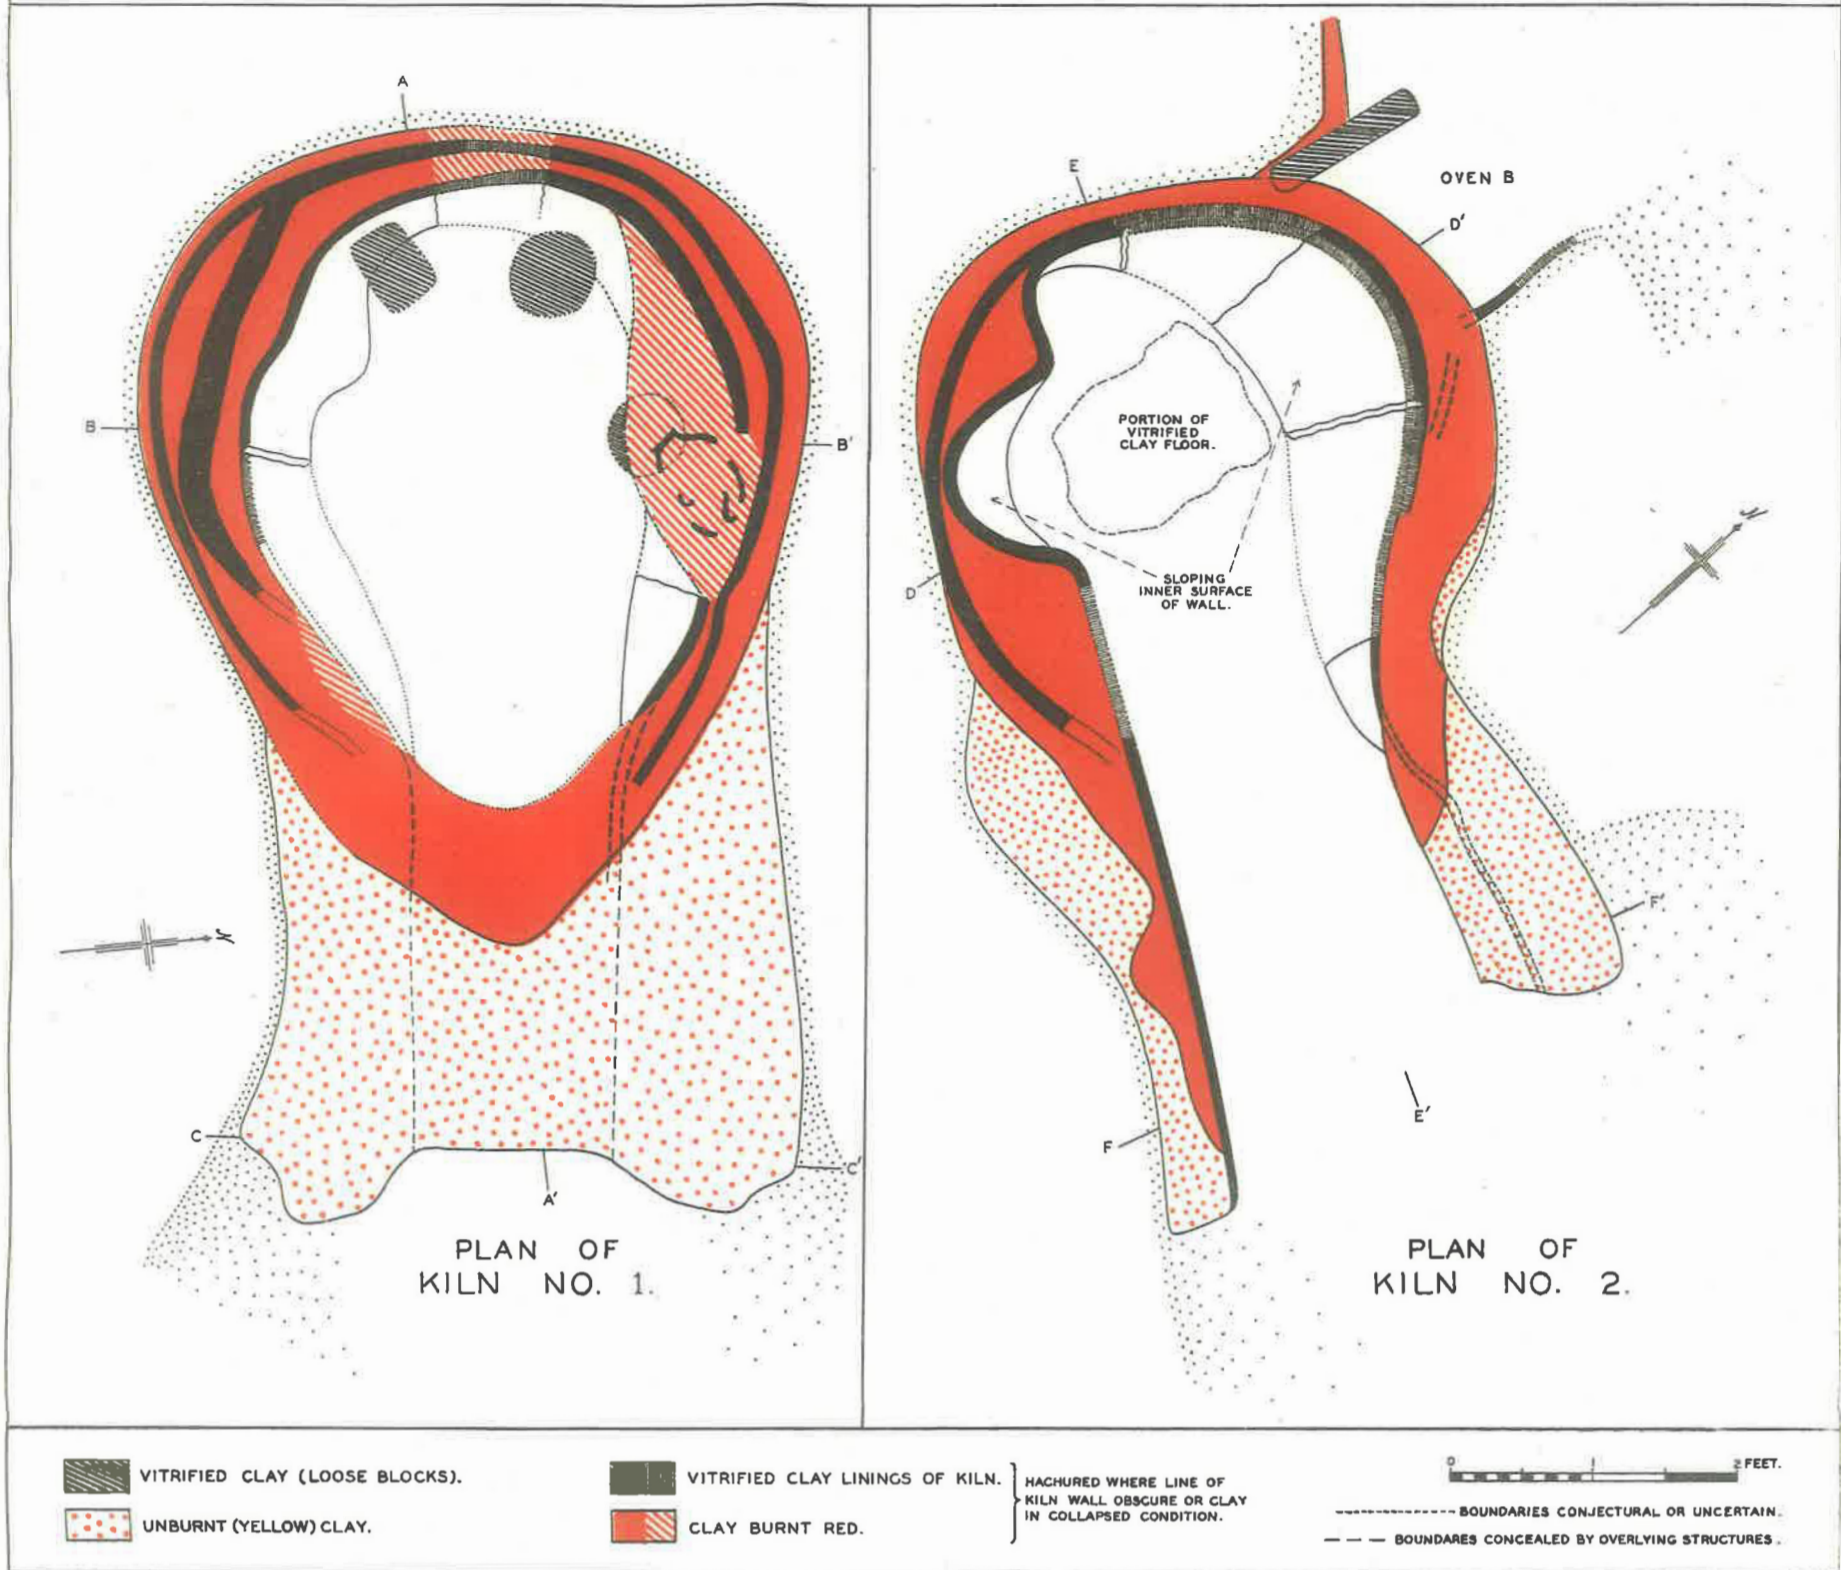 A
B
B'
C
C'
A'
PLAN OF
KILN NO. 1.
E
OVEN B
D'
PORTION OF
VITRIFIED
CLAY FLOOR.
D
SLOPING
INNER SURFACE
OF WALL.
F'
E'
F
PLAN OF
KILN NO. 2.
VITRIFIED CLAY (LOOSE BLOCKS).
UNBURNT (YELLOW) CLAY.
VITRIFIED CLAY LININGS OF KILN.
CLAY BURNT RED.
HACHURED WHERE LINE OF
KILN WALL OBSCURE OR CLAY
IN COLLAPSED CONDITION.
0 1 2 FEET.
BOUNDARIES CONJECTURAL OR UNCERTAIN.
BOUNDARES CONCEALED BY OVERLYING STRUCTURES.